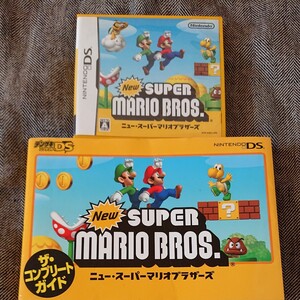 NINTENDO DS
Nintendo
New SUPER
MARIO BROS.
ニュー・スーパーマリオブラザーズ
DS
NINTENDO DS
New SUPER
MARIO BROS.
ニュー・スーパーマリオブラザーズ
ザ・
コンプリート
ガイド